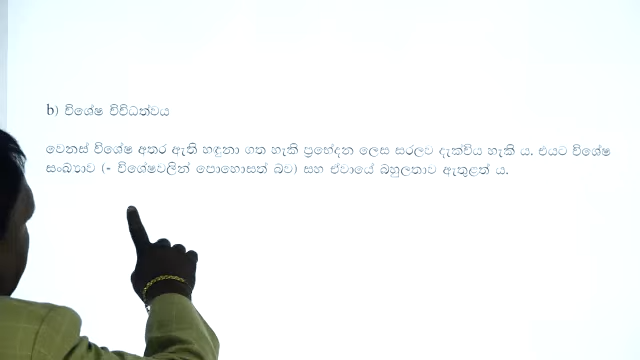 b) විශේෂ විවිධත්වය
වෙනස් විශේෂ අතර ඇති හඳුනා ගත හැකි ප්‍රභේදන ලෙස සරලව දැක්විය හැකි ය. එයට විශේෂ
සංඛ්‍යාව (- විශේෂවලින් පොහොසත් බව) සහ ඒවායේ බහුලතාව ඇතුළත් ය.